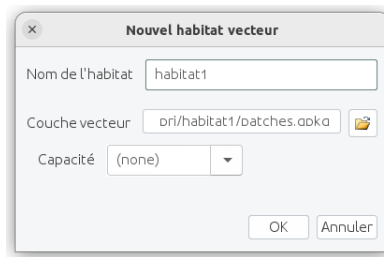 Nouvel habitat vecteur
Nom de l'habitat habitat1
Couche vecteur pri/habitat1/patches.gpkg
Capacité (none)
OK Annuler